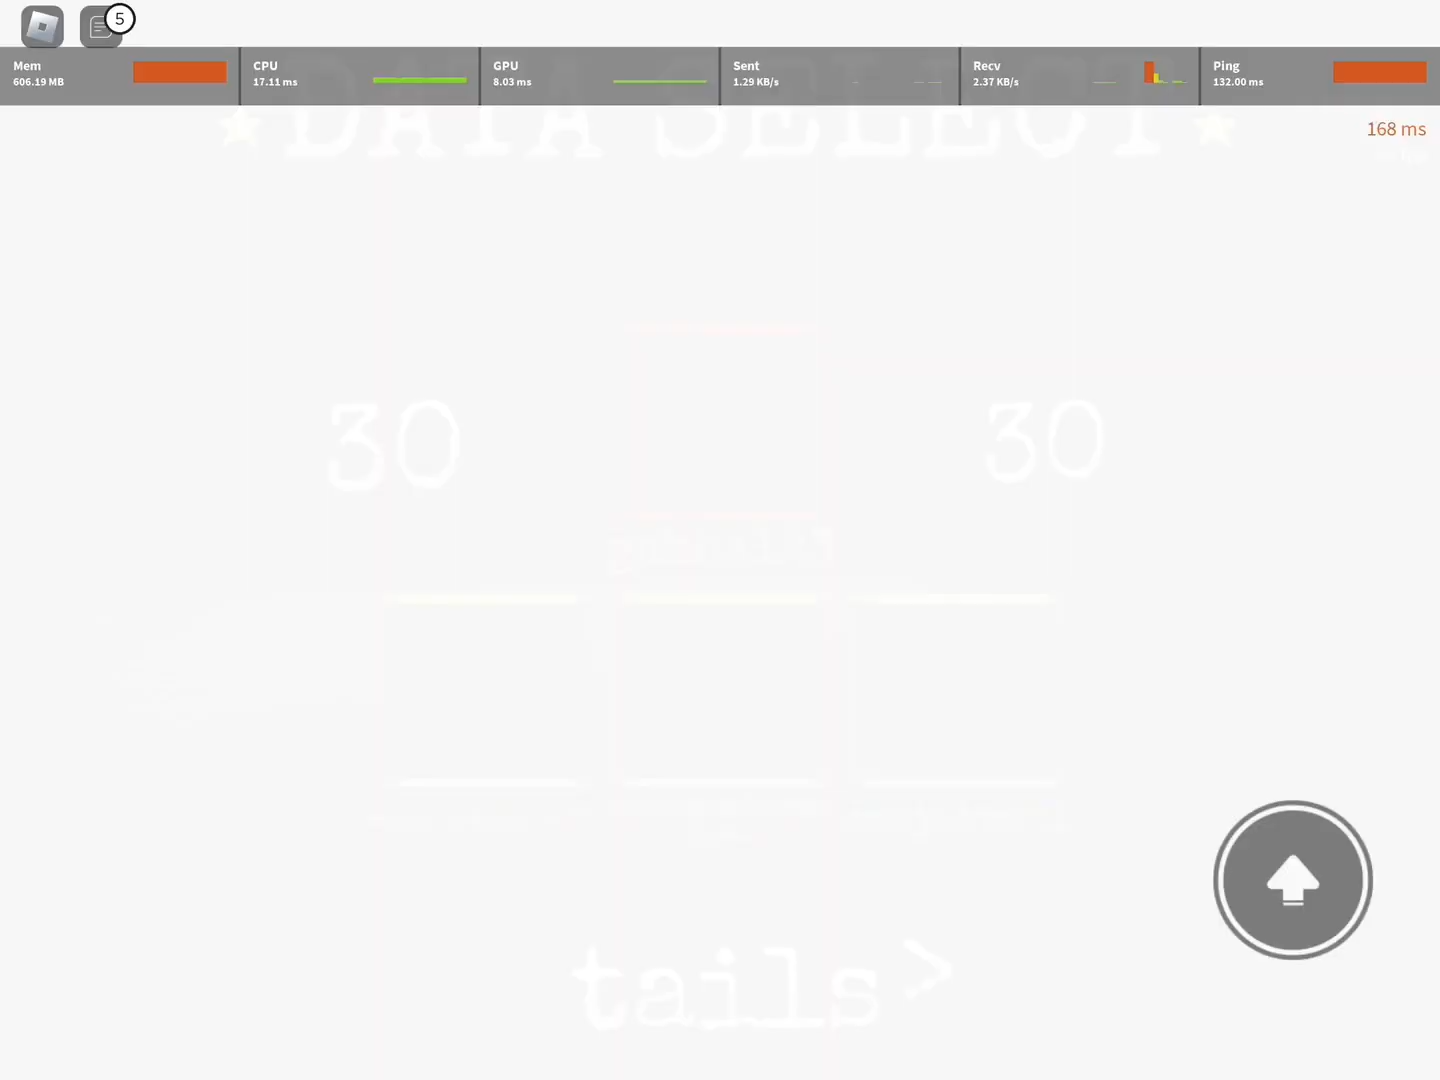 5
Mem
606.19 MB
CPU
17.11 ms
GPU
8.03 ms
Sent
1.29 KB/s
Recv
2.37 KB/s
Ping
132.00 ms
DATA SELECT
168 ms
30
30
tails>